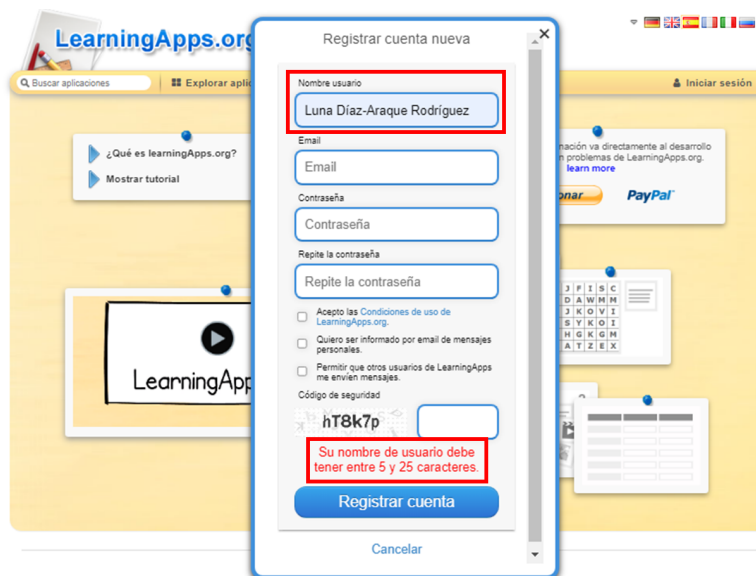 LearningApps.org
Buscar aplicaciones
Explorar aplic
Iniciar sesión
¿Qué es learningApps.org?
Mostrar tutorial
LearningApp
Registrar cuenta nueva
Nombre usuario
Luna Díaz-Araque Rodríguez
Email
Email
Contraseña
Contraseña
Repite la contraseña
Repite la contraseña
Acepto las Condiciones de uso de
LearningApps.org.
Quiero ser informado por email de mensajes
personales.
Permitir que otros usuarios de LearningApps
me envíen mensajes.
Código de seguridad
hT8k7p
Su nombre de usuario debe
tener entre 5 y 25 caracteres.
Registrar cuenta
Cancelar
nación va directamente al desarrollo
n problemas de LearningApps.org.
learn more
onar
PayPal
J F I S C
D A W M M
J K O V I
S Y K O I
H G K G M
A T Z E X